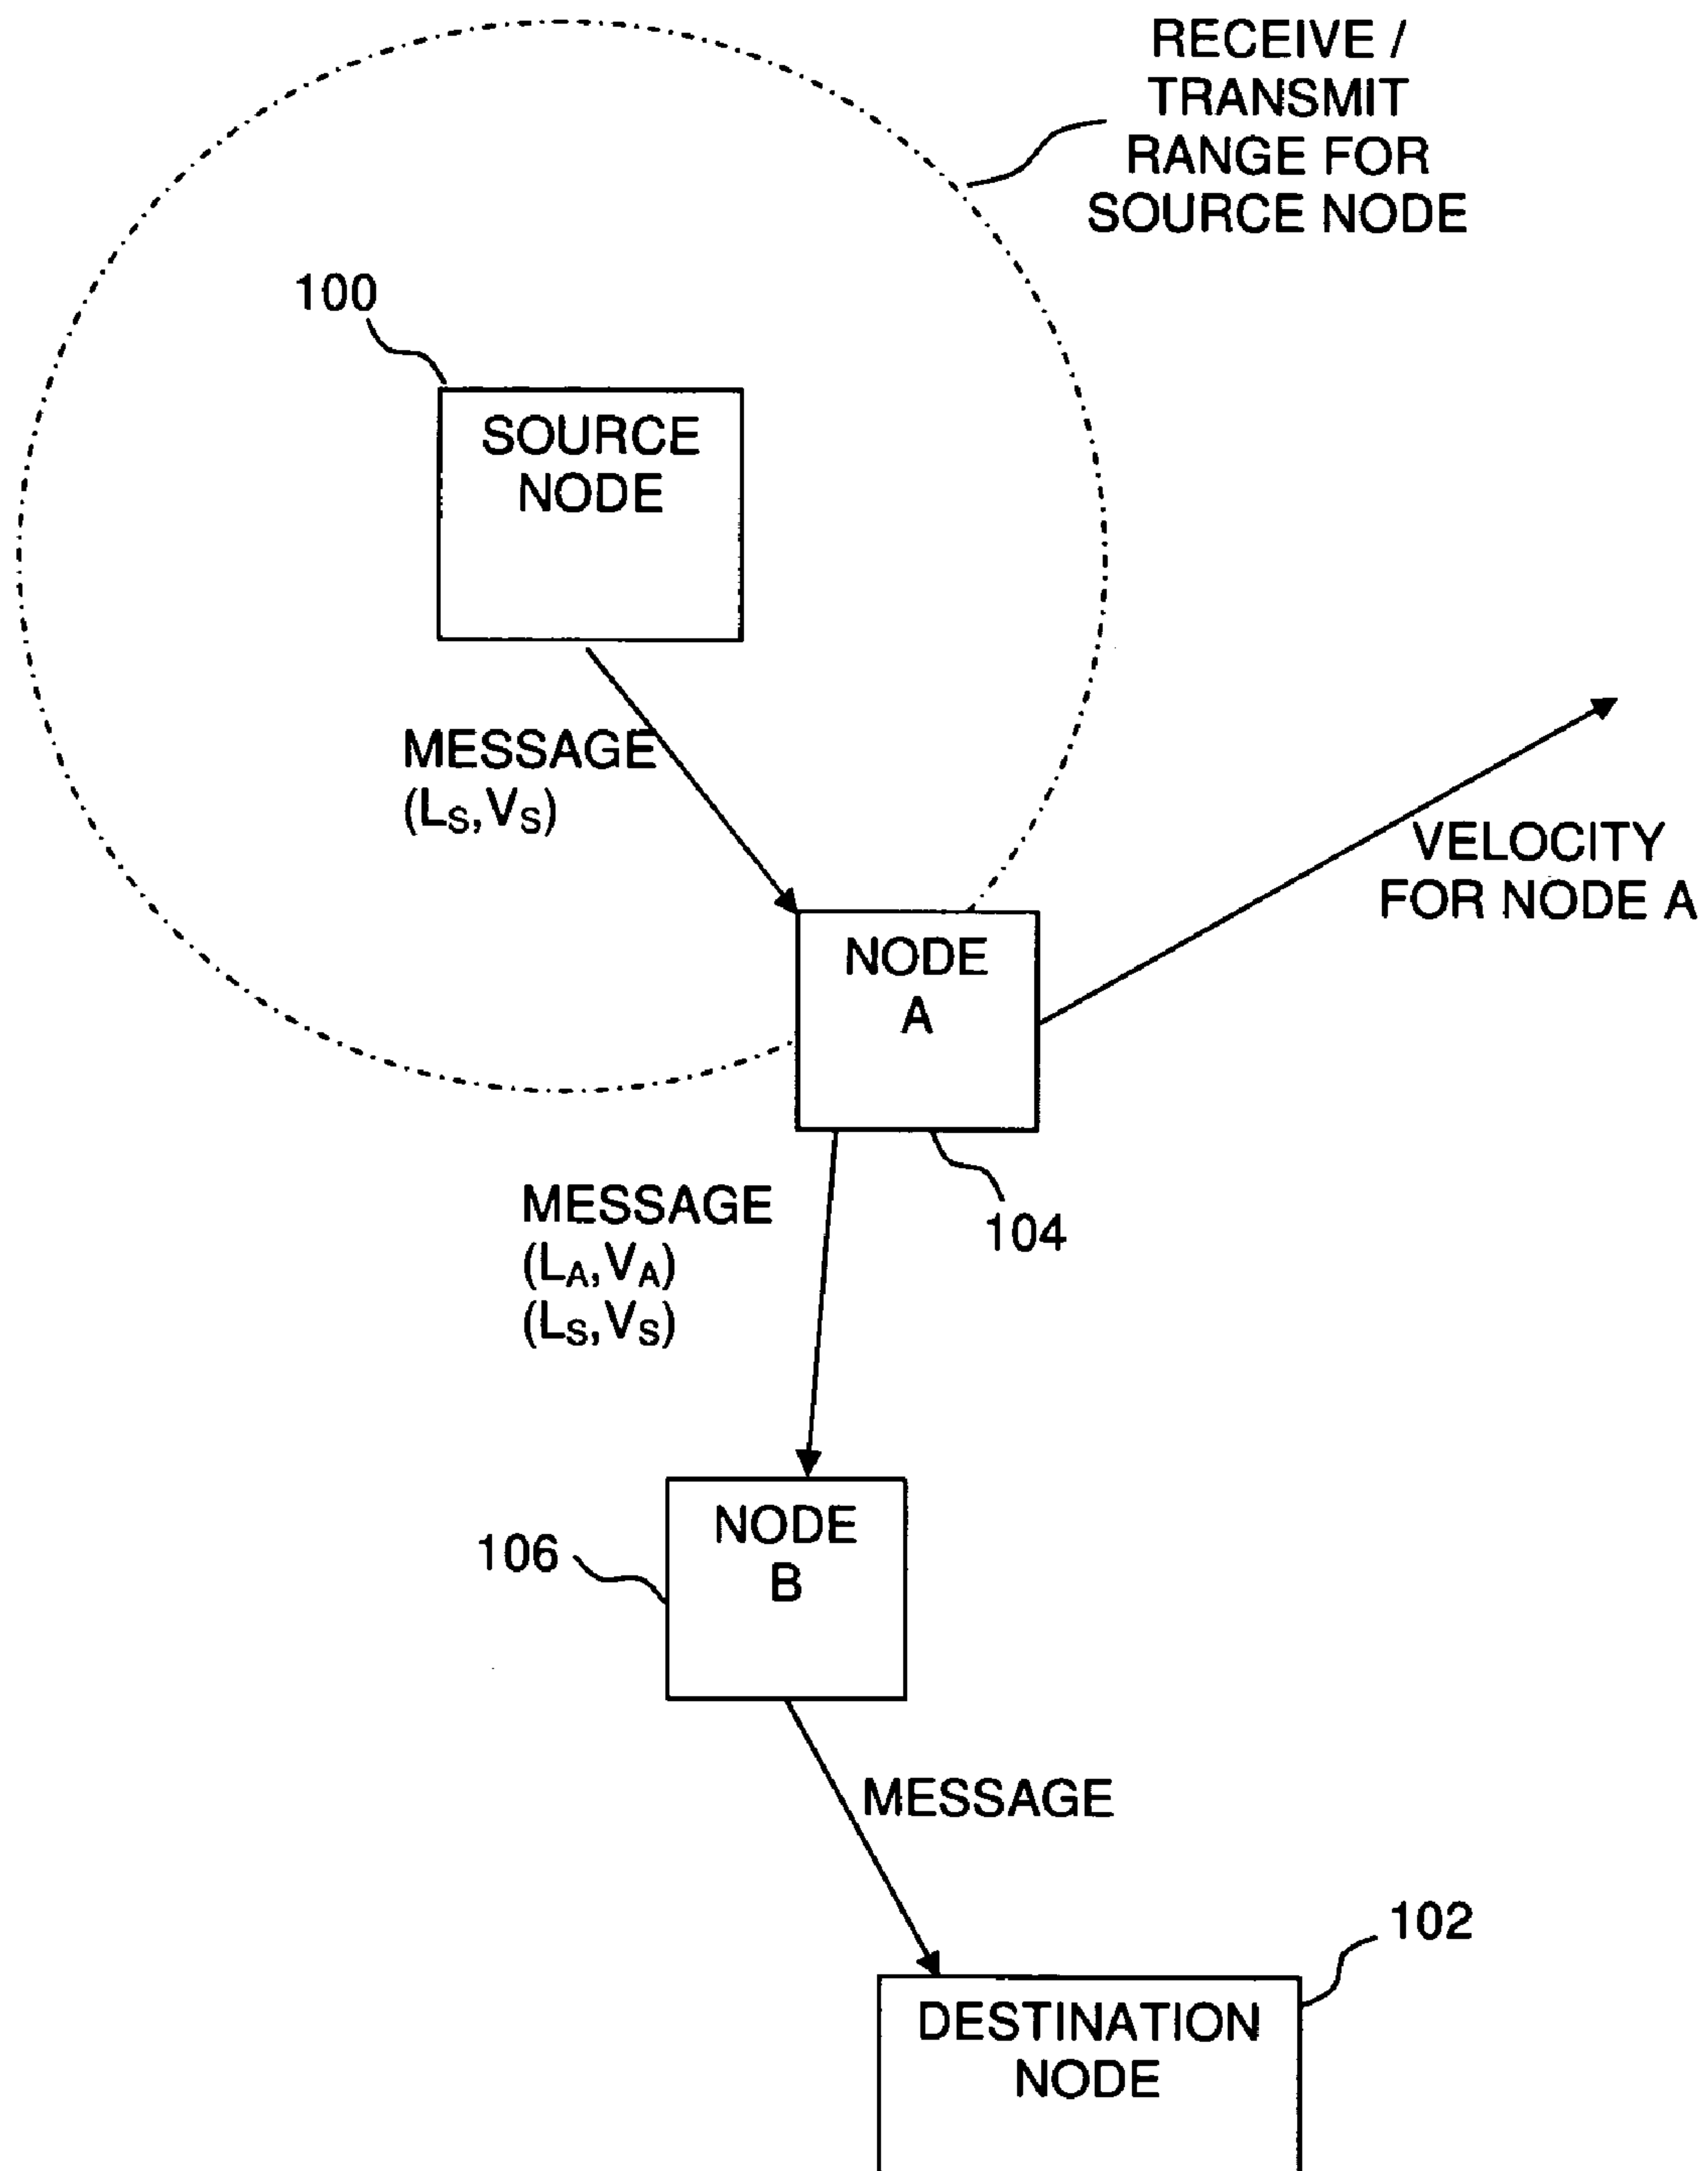 RECEIVE /
TRANSMIT
RANGE FOR
SOURCE NODE
100
SOURCE
NODE
MESSAGE
(LS,VS)
VELOCITY
FOR NODE A
NODE
A
104
MESSAGE
(LA,VA)
(LS,VS)
NODE
B
106
MESSAGE
102
DESTINATION
NODE